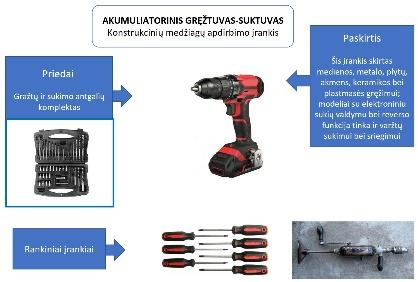 AKUMULIATORINIS GRĘŽTUVAS-SUKTUVAS
Konstrukcinių medžiagų apdirbimo įrankis
Priedai
Gražtų ir sukimo antgalių
komplektas
Paskirtis
Šis įrankis skirtas
medienos, metalo, plytų,
akmens, keramikos bei
plastmasės gręžimui;
modeliai su elektroniniu
sukių valdymu bei reverso
funkcija tinka ir varžtų
sukimui bei sriegimui
Rankiniai įrankiai